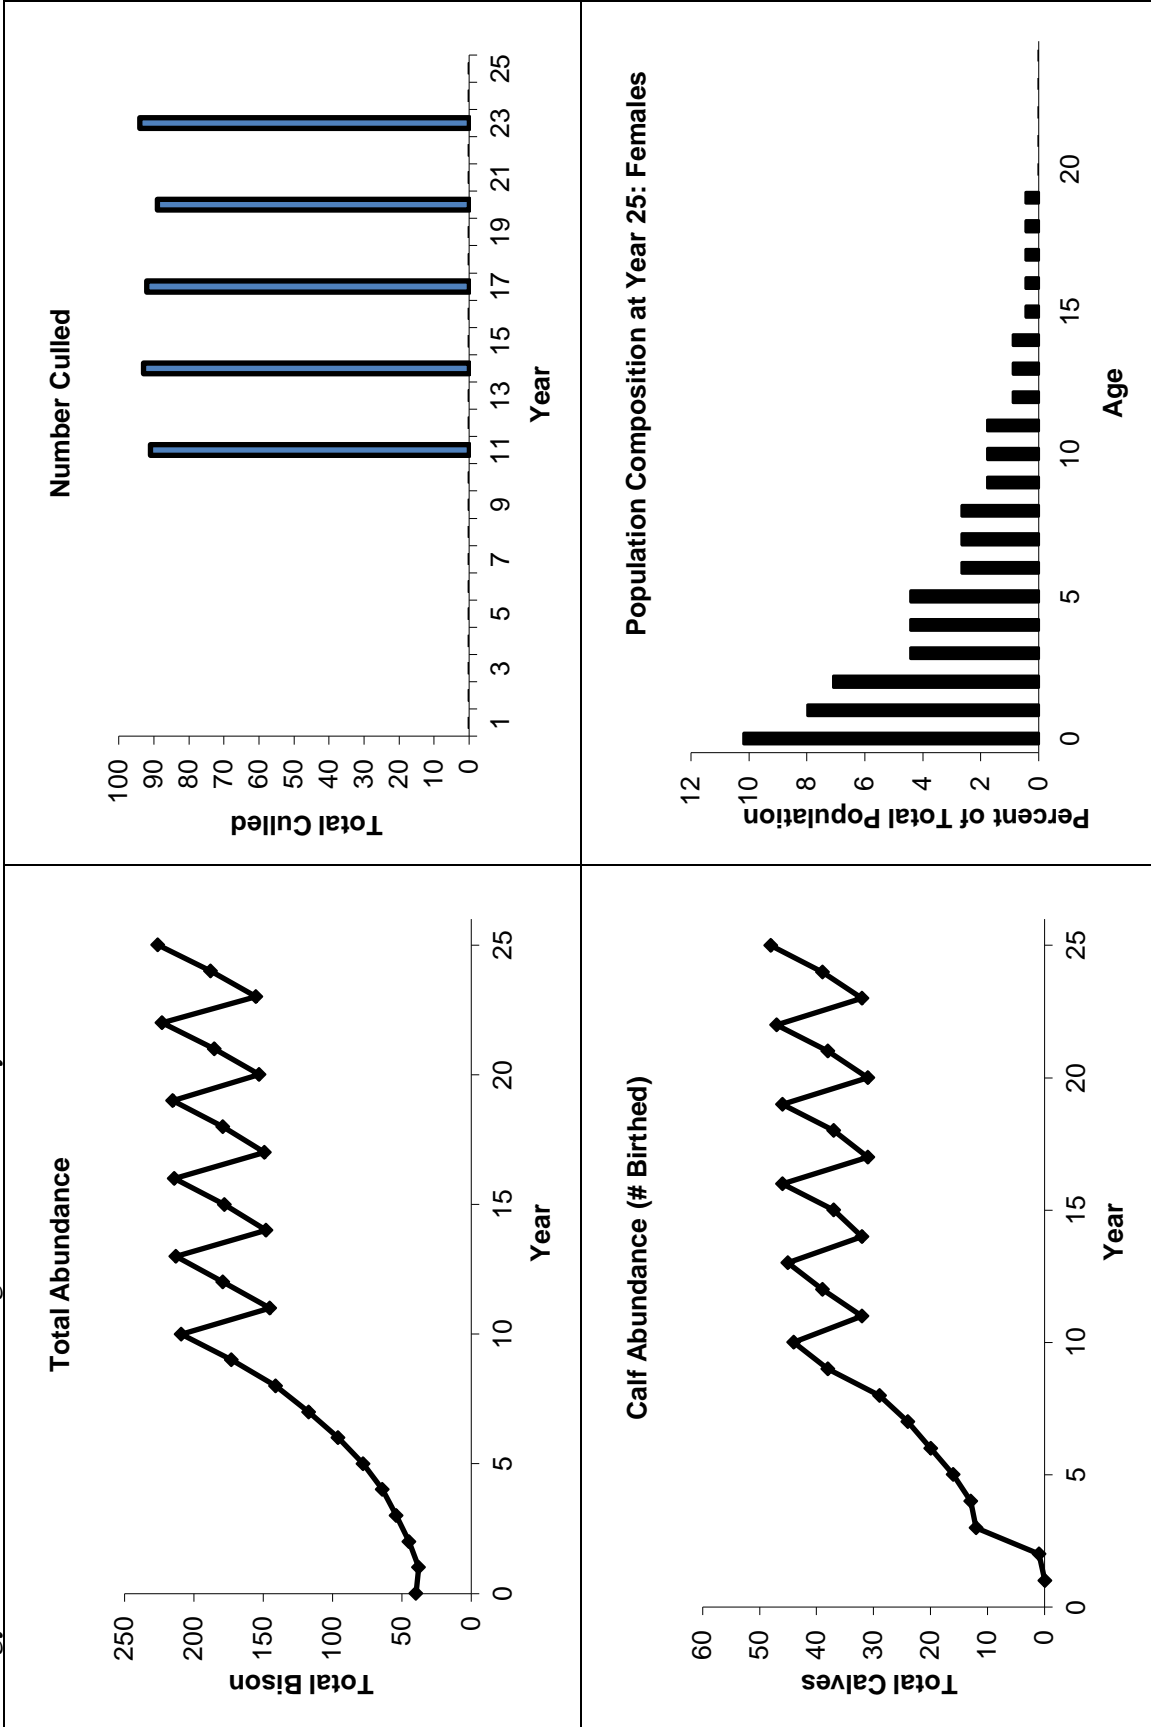 Total Abundance
Total Bison
250
200
150
100
50
0
0 5 10 15 20 25
Year
Number Culled
Total Culled
100
90
80
70
60
50
40
30
20
10
0
1 3 5 7 9 11 13 15 17 19 21 23 25
Year
Calf Abundance (# Birthed)
Total Calves
60
50
40
30
20
10
0
0 5 10 15 20 25
Year
Population Composition at Year 25: Females
Percent of Total Population
12
10
8
6
4
2
0
0 5 10 15 20
Age